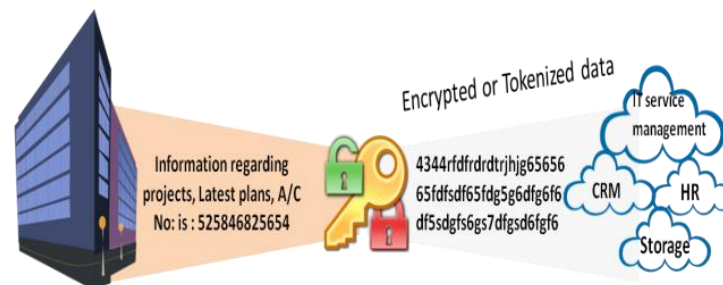 Encrypted or Tokenized data
Information regarding
projects, Latest plans, A/C
No: is : 525846825654
4344rfdfrdrdtrjhjg65656
65fdfsdf65fdg5g6dfg6f6
df5sdgfs6gs7dfgsd6fgf6
IT service
management
CRM
HR
Storage